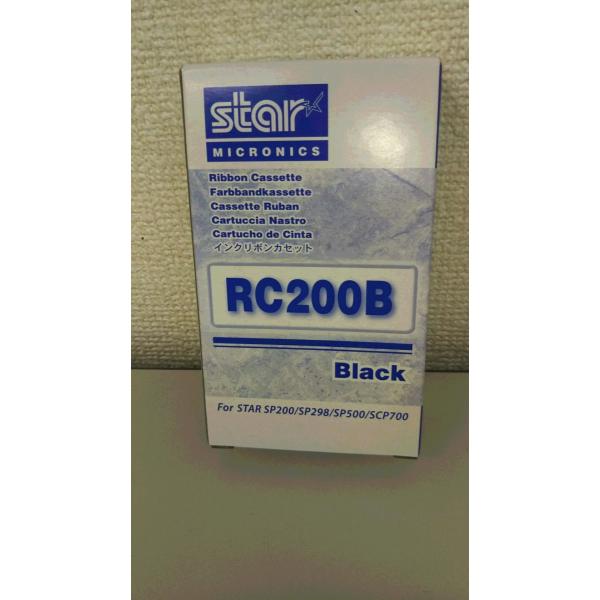 star
MICRONICS
Ribbon Cassette
Farbbandkassette
Cassette Ruban
Cartuccia Nastro
Cartucho de Cinta
インクリボンカセット
RC200B
Black
For STAR SP200/SP298/SP500/SCP700